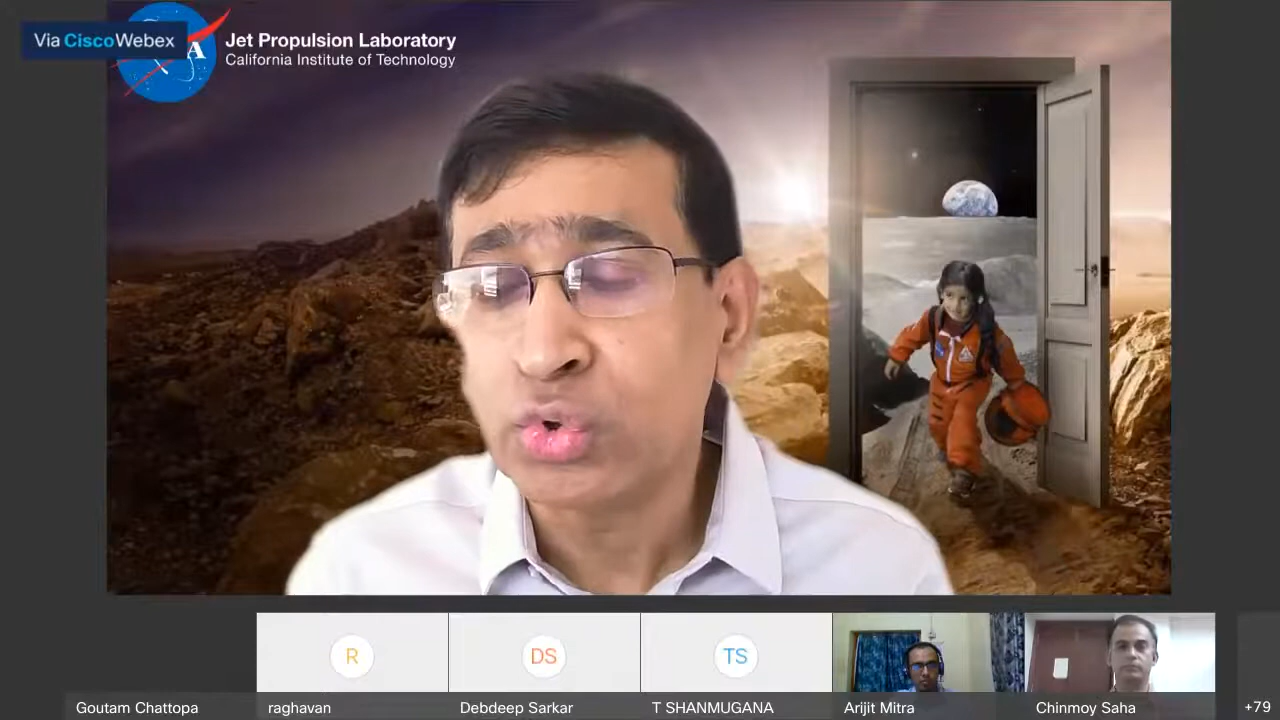 Via CiscoWebex
A
Jet Propulsion Laboratory
California Institute of Technology
R
DS
TS
Goutam Chattopa
raghavan
Debdeep Sarkar
T SHANMUGANA
Arijit Mitra
Chinmoy Saha
+79